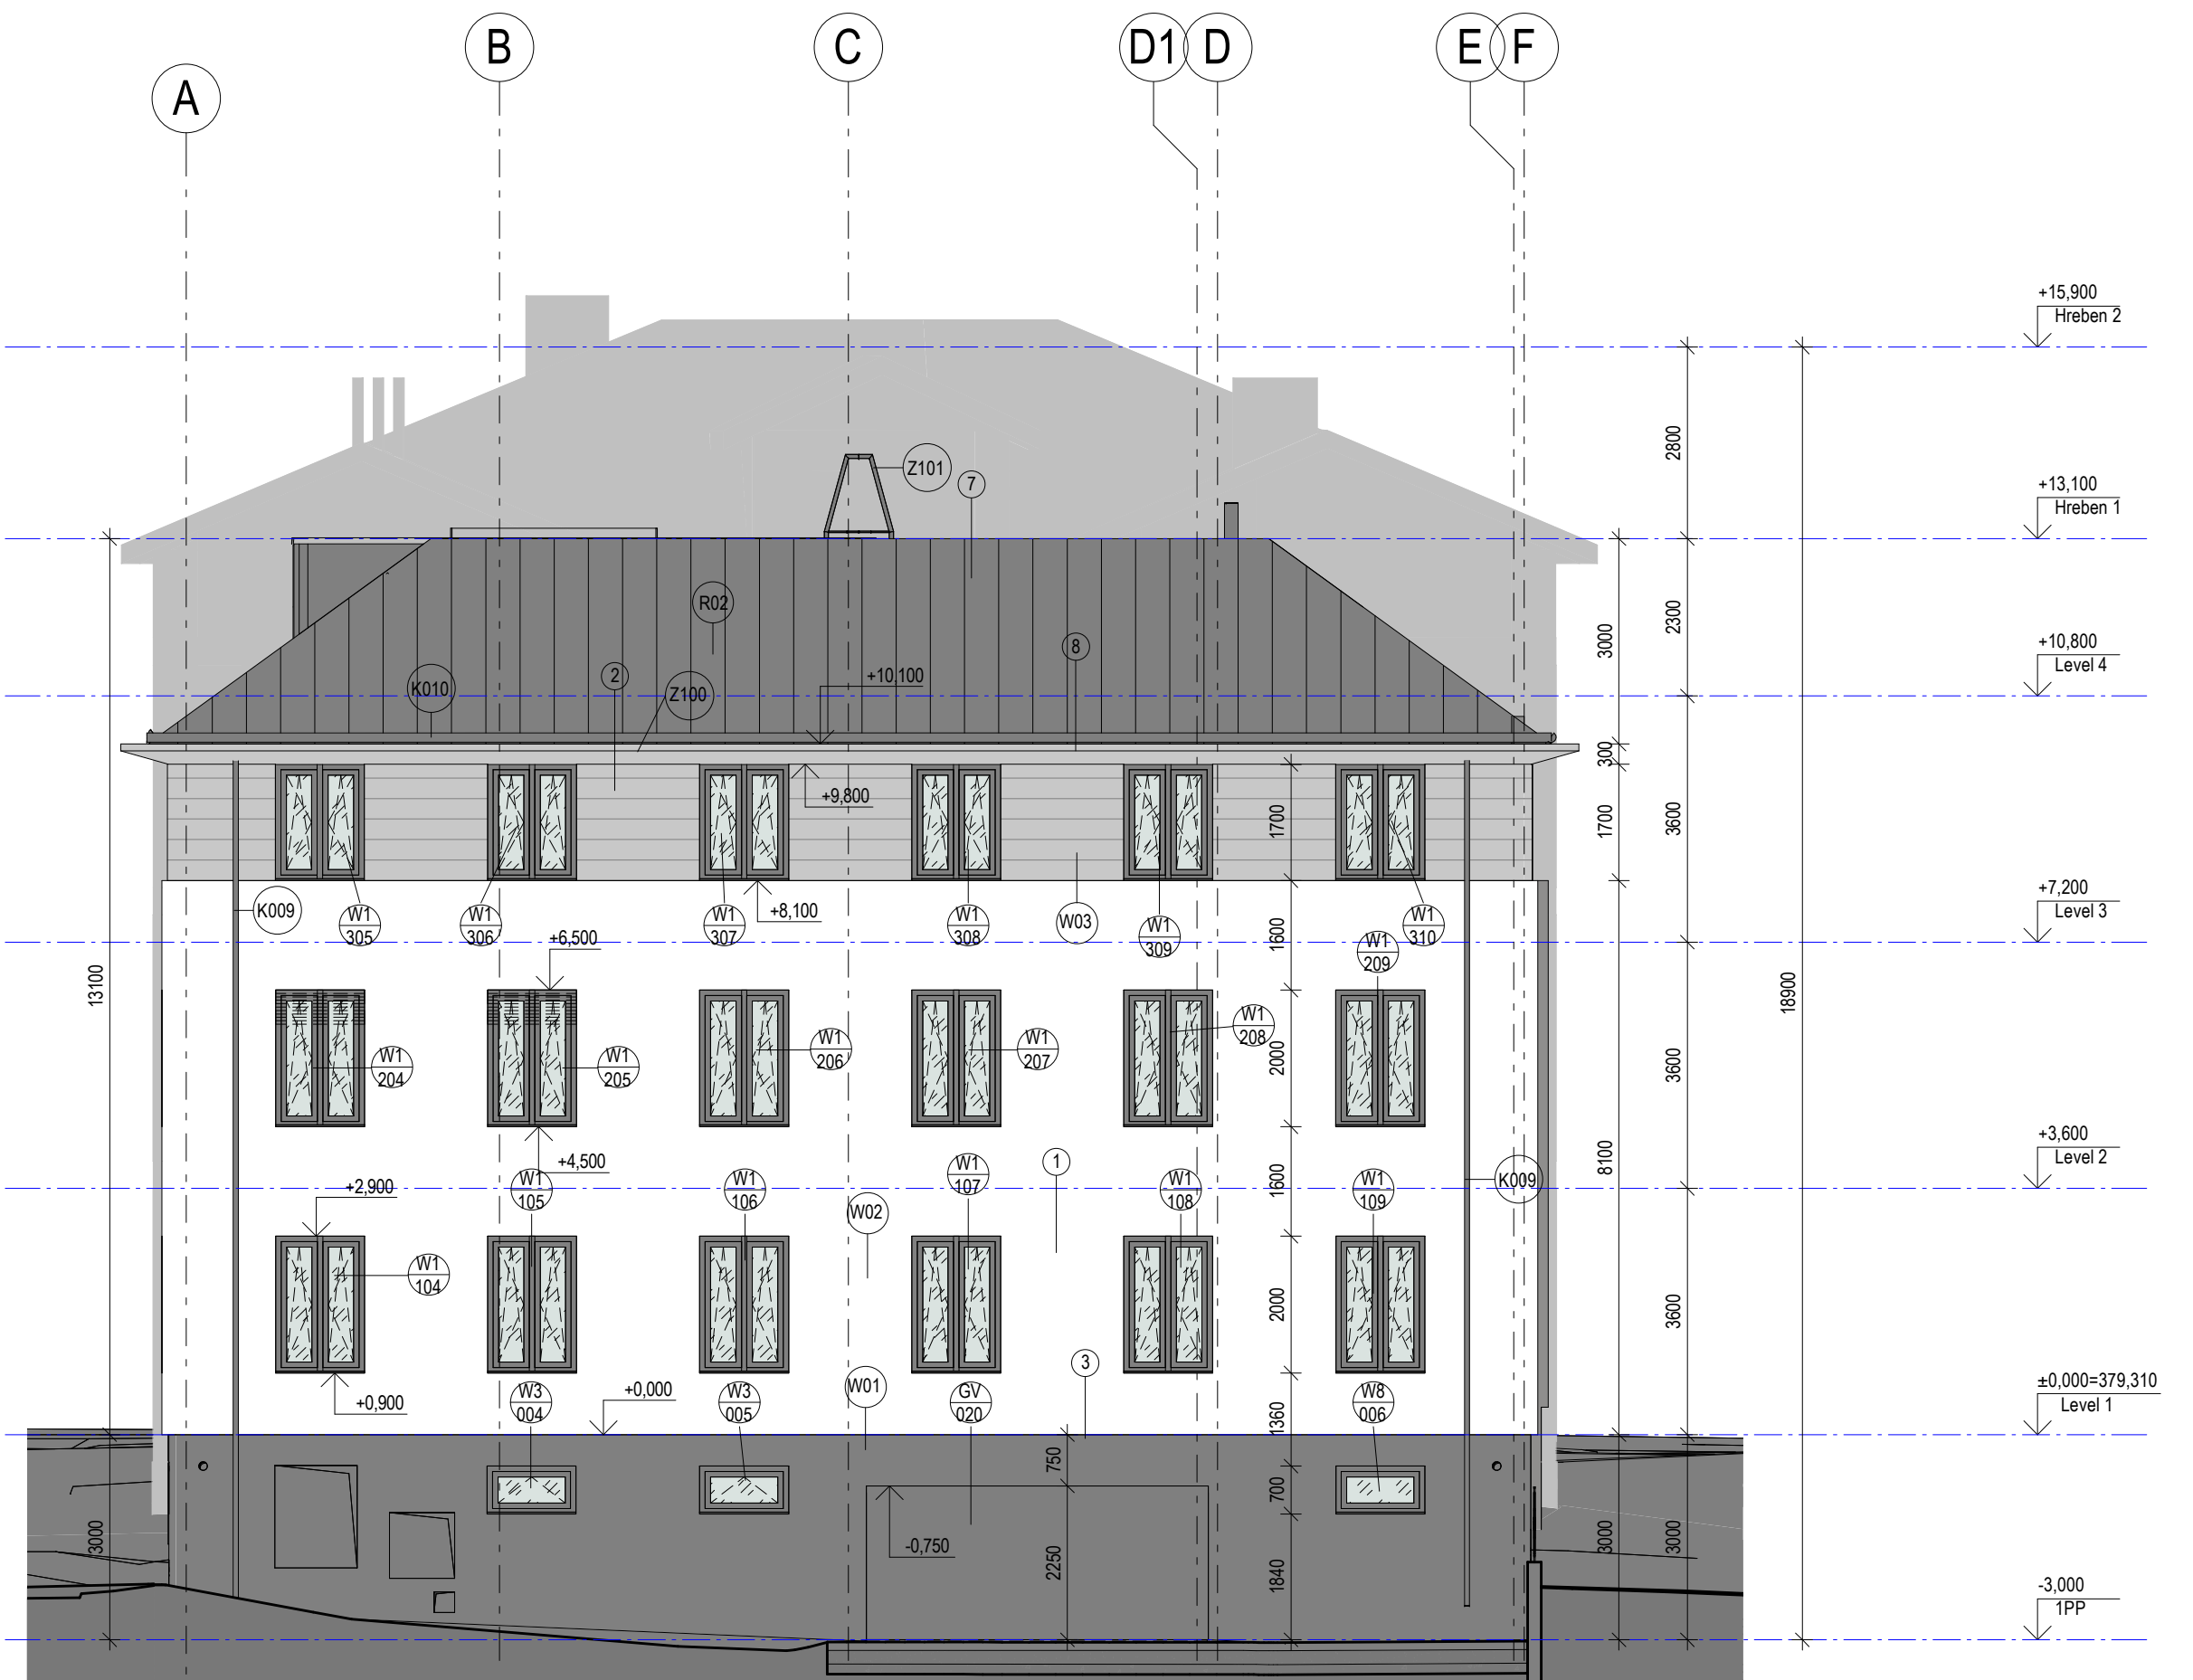 A
B
C
D1
D
E
F
+15,900
Hreben 2
2800
Z101
7
+13,100
Hreben 1
R02
2300
3000
8
2
+10,100
K010
Z100
+10,800
Level 4
300
+9,800
1700
1700
3600
K009
W1
305
W1
306
W1
307
+8,100
W1
308
W03
W1
309
W1
310
+7,200
Level 3
+6,500
1600
W1
209
13100
18900
W1
204
W1
205
W1
206
W1
207
W1
208
2000
3600
+4,500
1
8100
+3,600
Level 2
+2,900
W1
105
W1
106
W1
107
W1
108
1600
W1
109
K009
W02
W1
104
2000
3600
+0,900
W3
004
+0,000
W3
005
W01
GV
020
3
1360
W8
006
±0,000=379,310
Level 1
750
700
3000
-0,750
2250
1840
3000
3000
-3,000
1PP